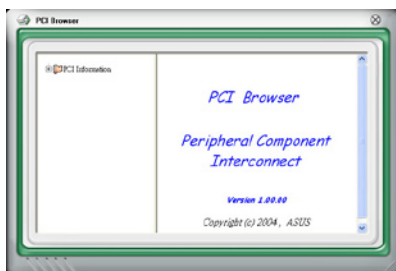 PCI Browser
PCI Information
PCI Browser
Peripheral Component
Interconnect
Version 1.00.00
Copyright (c) 2004, ASUS